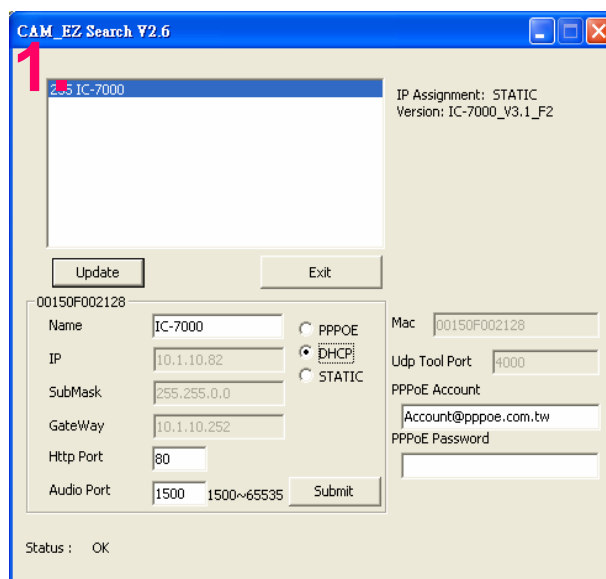 CAM_EZ Search V2.6
1.
IC-7000
IP Assignment: STATIC
Version: IC-7000_V3.1_F2
Update
Exit
00150F002128
Name
IC-7000
PPPOE
IP
10.1.10.82
DHCP
SubMask
255.255.0.0
STATIC
GateWay
10.1.10.252
Http Port
80
Audio Port
1500
1500~65535
Submit
Mac
00150F002128
Udp Tool Port
4000
PPPoE Account
Account@pppoe.com.tw
PPPoE Password
Status : OK